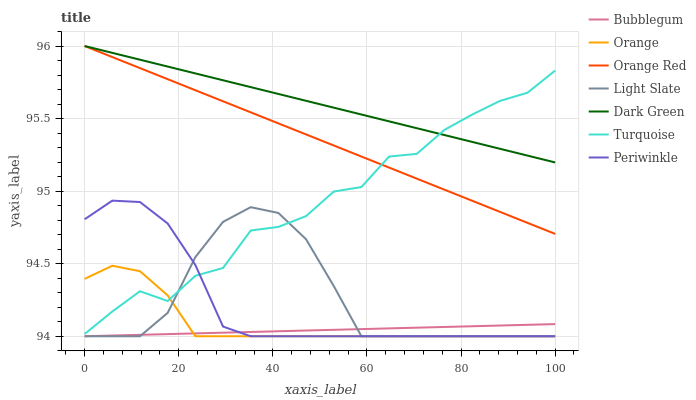 title
yaxis_label
96
95.5
95
94.5
94
0
20
40
60
80
100
xaxis_label
Bubblegum
Orange
Orange Red
Light Slate
Dark Green
Turquoise
Periwinkle